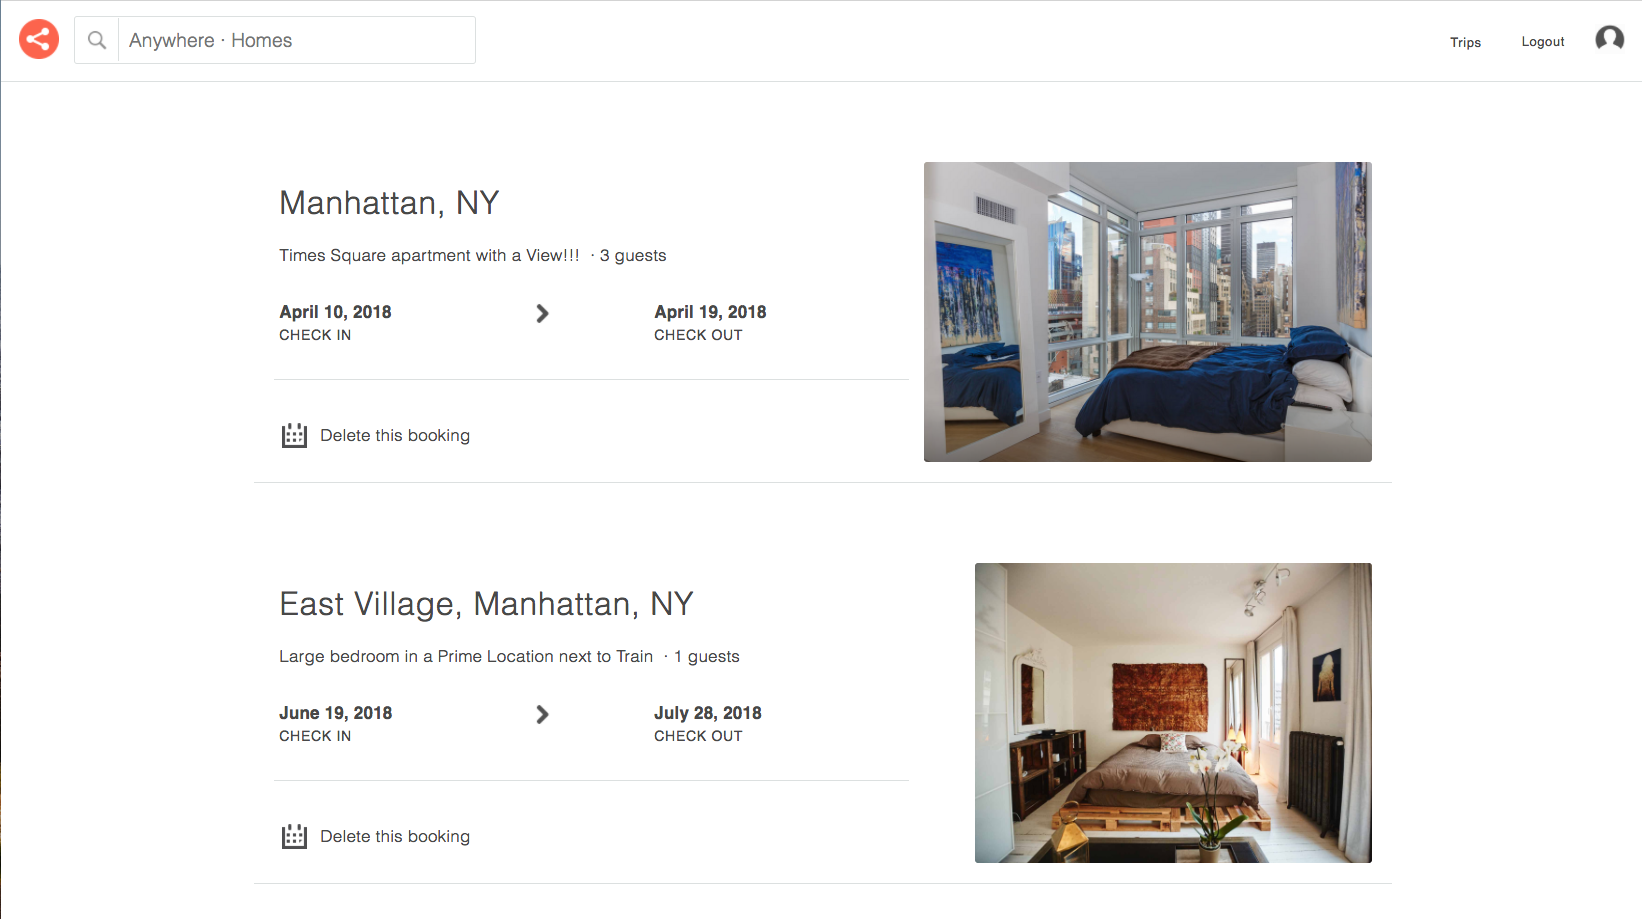 Anywhere · Homes
Trips
Logout
Manhattan, NY
Times Square apartment with a View!!! · 3 guests
April 10, 2018
April 19, 2018
CHECK IN
CHECK OUT
Delete this booking
East Village, Manhattan, NY
Large bedroom in a Prime Location next to Train · 1 guests
June 19, 2018
July 28, 2018
CHECK IN
CHECK OUT
Delete this booking